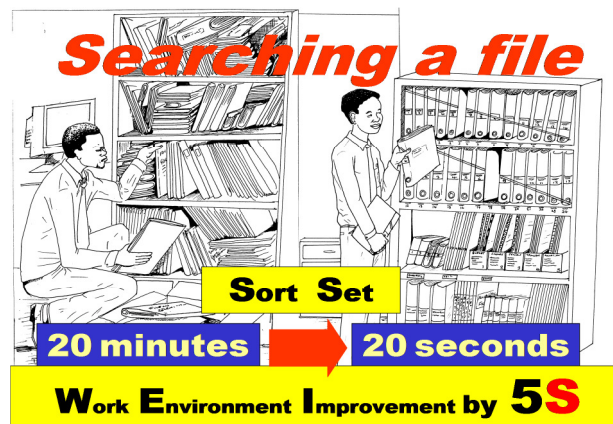 Searching a file
Sort Set
20 minutes
20 seconds
Work Environment Improvement by 5S